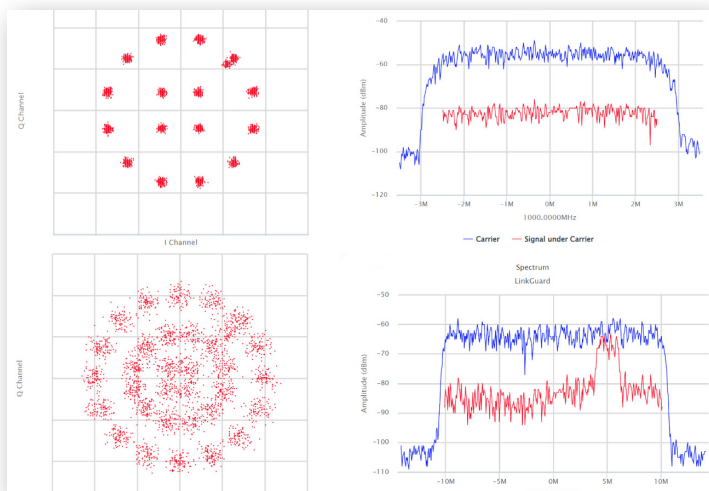 Q Channel
I Channel
Amplitude (dBm)
-40
-60
-80
-100
-120
-3M
-2M
-1M
0M
1M
2M
3M
1000.0000MHz
Carrier
Signal under Carrier
Q Channel
Spectrum
LinkGuard
Amplitude (dBm)
-50
-60
-70
-80
-90
-100
-110
-10M
-5M
0M
5M
10M